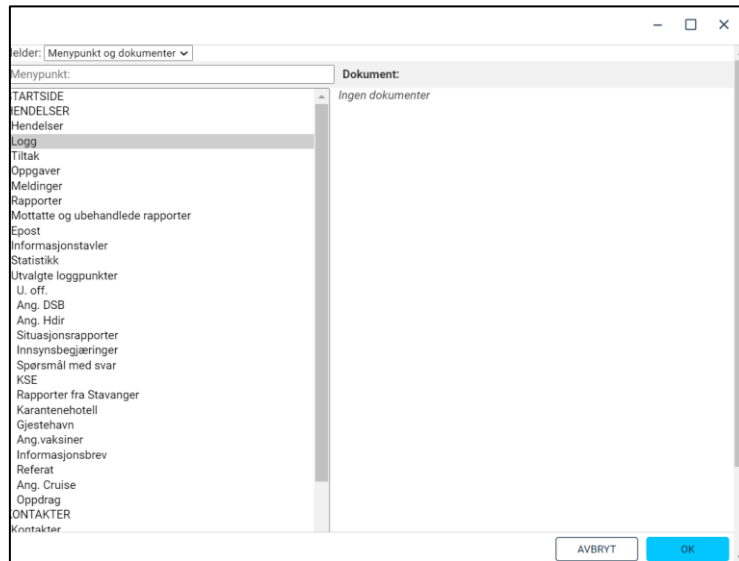 elder: Menypunkt og dokumenter
Menypunkt:
Dokument:
TARTSIDE
ENDELSER
Hendelser
Logg
Tiltak
Oppgaver
Meldinger
Rapporter
Mottatte og ubehandlede rapporter
Epost
Informasjonstavler
Statistikk
Utvalgte loggpunkter
U. off.
Ang. DSB
Ang. Hdir
Situasjonsrapporter
Innsynsbegjæringer
Spørsmål med svar
KSE
Rapporter fra Stavanger
Karantenehotell
Gjestehavn
Ang.vaksiner
Informasjonsbrev
Referat
Ang. Cruise
Oppdrag
ONTAKTER
Kontakter
Ingen dokumenter
AVBRYT
OK